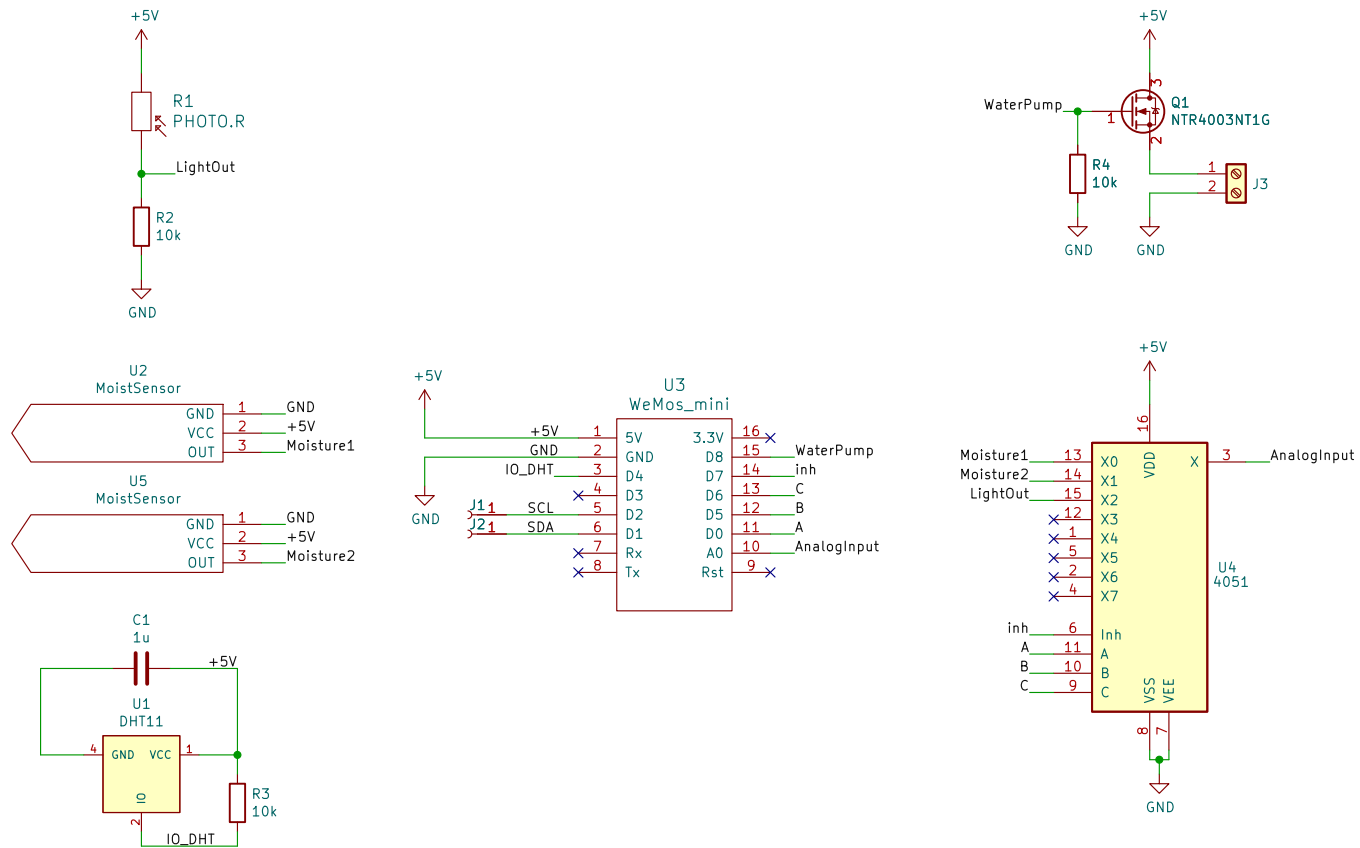 +5V
R1
PHOTO.R
LightOut
R2
10k
GND
U2
MoistSensor
GND 1 GND
VCC 2 +5V
OUT 3 Moisture1
U5
MoistSensor
GND 1 GND
VCC 2 +5V
OUT 3 Moisture2
C1
1u
+5V
U1
DHT11
4 GND VCC 1
IO
2
IO_DHT
R3
10k
+5V
GND
U3
WeMos_mini
+5V 1 5V 3.3V 16
GND 2 GND D8 15 WaterPump
IO_DHT 3 D4 D7 14 inh
4 D3 D6 13 C
J1 1 SCL 5 D2 D5 12 B
J2 1 SDA 6 D1 D0 11 A
7 Rx A0 10 AnalogInput
8 Tx Rst 9
+5V
WaterPump
1
3
2
Q1
NTR4003NT1G
R4
10k
GND
GND
1
2
J3
+5V
16
VDD
Moisture1 13 X0 X 3 AnalogInput
Moisture2 14 X1
LightOut 15 X2
12 X3
1 X4
5 X5
2 X6
4 X7
U4
4051
inh 6 Inh
A 11 A
B 10 B
C 9 C
VSS VEE
8 7
GND